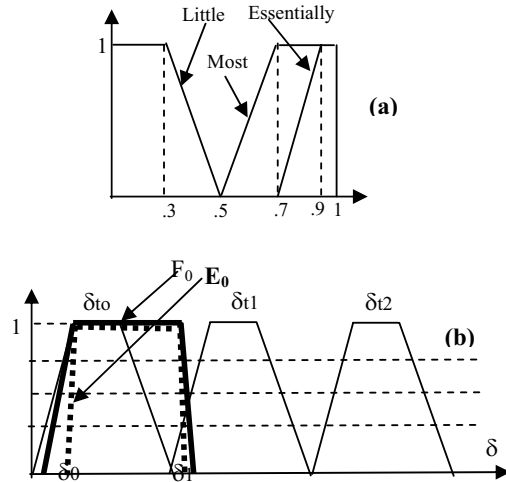 Essentially
Little
1
Most
(a)
.3 .5 .7 .9 1
F₀ E₀
δto δt1 δt2
1
(b)
δ
δ0 δ1